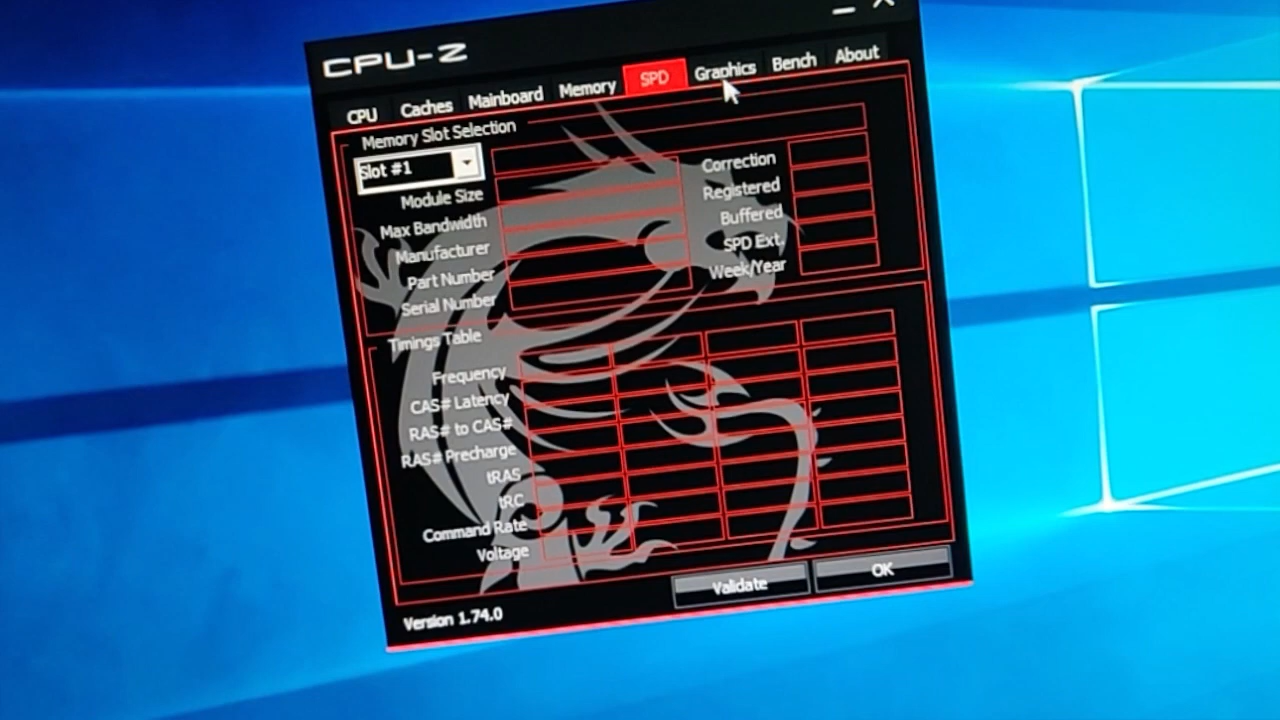 CPU-Z
CPU Caches Mainboard Memory SPD Graphics Bench About
Memory Slot Selection
Slot #1
Module Size
Max Bandwidth
Manufacturer
Part Number
Serial Number
Correction
Registered
Buffered
SPD Ext.
Week/Year
Timings Table
Frequency
CAS# Latency
RAS# to CAS#
RAS# Precharge
tRAS
tRC
Command Rate
Voltage
Version 1.74.0
Validate
OK